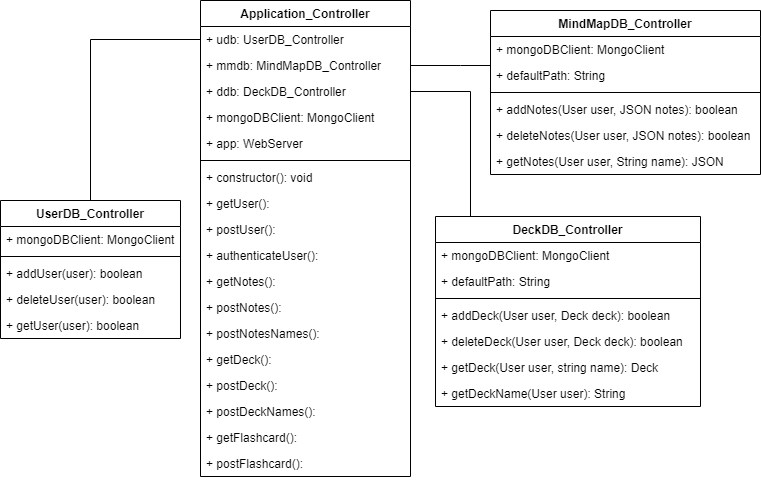 Application_Controller
+ udb: UserDB_Controller
+ mmdb: MindMapDB_Controller
+ ddb: DeckDB_Controller
+ mongoDBClient: MongoClient
+ app: WebServer
+ constructor(): void
+ getUser():
+ postUser():
+ authenticateUser():
+ getNotes():
+ postNotes():
+ postNotesNames():
+ getDeck():
+ postDeck():
+ postDeckNames():
+ getFlashcard():
+ postFlashcard():
MindMapDB_Controller
+ mongoDBClient: MongoClient
+ defaultPath: String
+ addNotes(User user, JSON notes): boolean
+ deleteNotes(User user, JSON notes): boolean
+ getNotes(User user, String name): JSON
UserDB_Controller
+ mongoDBClient: MongoClient
+ addUser(user): boolean
+ deleteUser(user): boolean
+ getUser(user): boolean
DeckDB_Controller
+ mongoDBClient: MongoClient
+ defaultPath: String
+ addDeck(User user, Deck deck): boolean
+ deleteDeck(User user, Deck deck): boolean
+ getDeck(User user, string name): Deck
+ getDeckName(User user): String